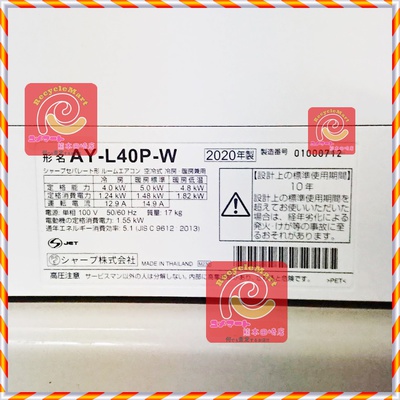 RecycleMart
形名 AY-L40P-W 2020年製 製造番号 01000712
シャープセパレート形 ルームエアコン 空冷式 冷房・暖房兼用
冷房 暖房標準 暖房低温
定格能力 4.0 kW 5.0 kW 4.8 kW
定格消費電力 1.24 kW 1.48 kW 1.82 kW
運転電流 12.9 A 14.9 A
電源:単相 100 V 50/60 Hz 質量:17 kg
電動機の定格消費電力:1.55 kW
通年エネルギー消費効率:5.1(JIS C 9612:2013)
JET
シャープ株式会社 MADE IN THAILAND
高圧注意 サービスマン以外の人は分解しない
【設計上の標準使用期間】
10年
設計上の標準使用期間を
超えてお使いいただいた
場合は、経年劣化による
発火・けが等の事故に至
るおそれがあります。
>PET<
RecycleMart
RecycleMart